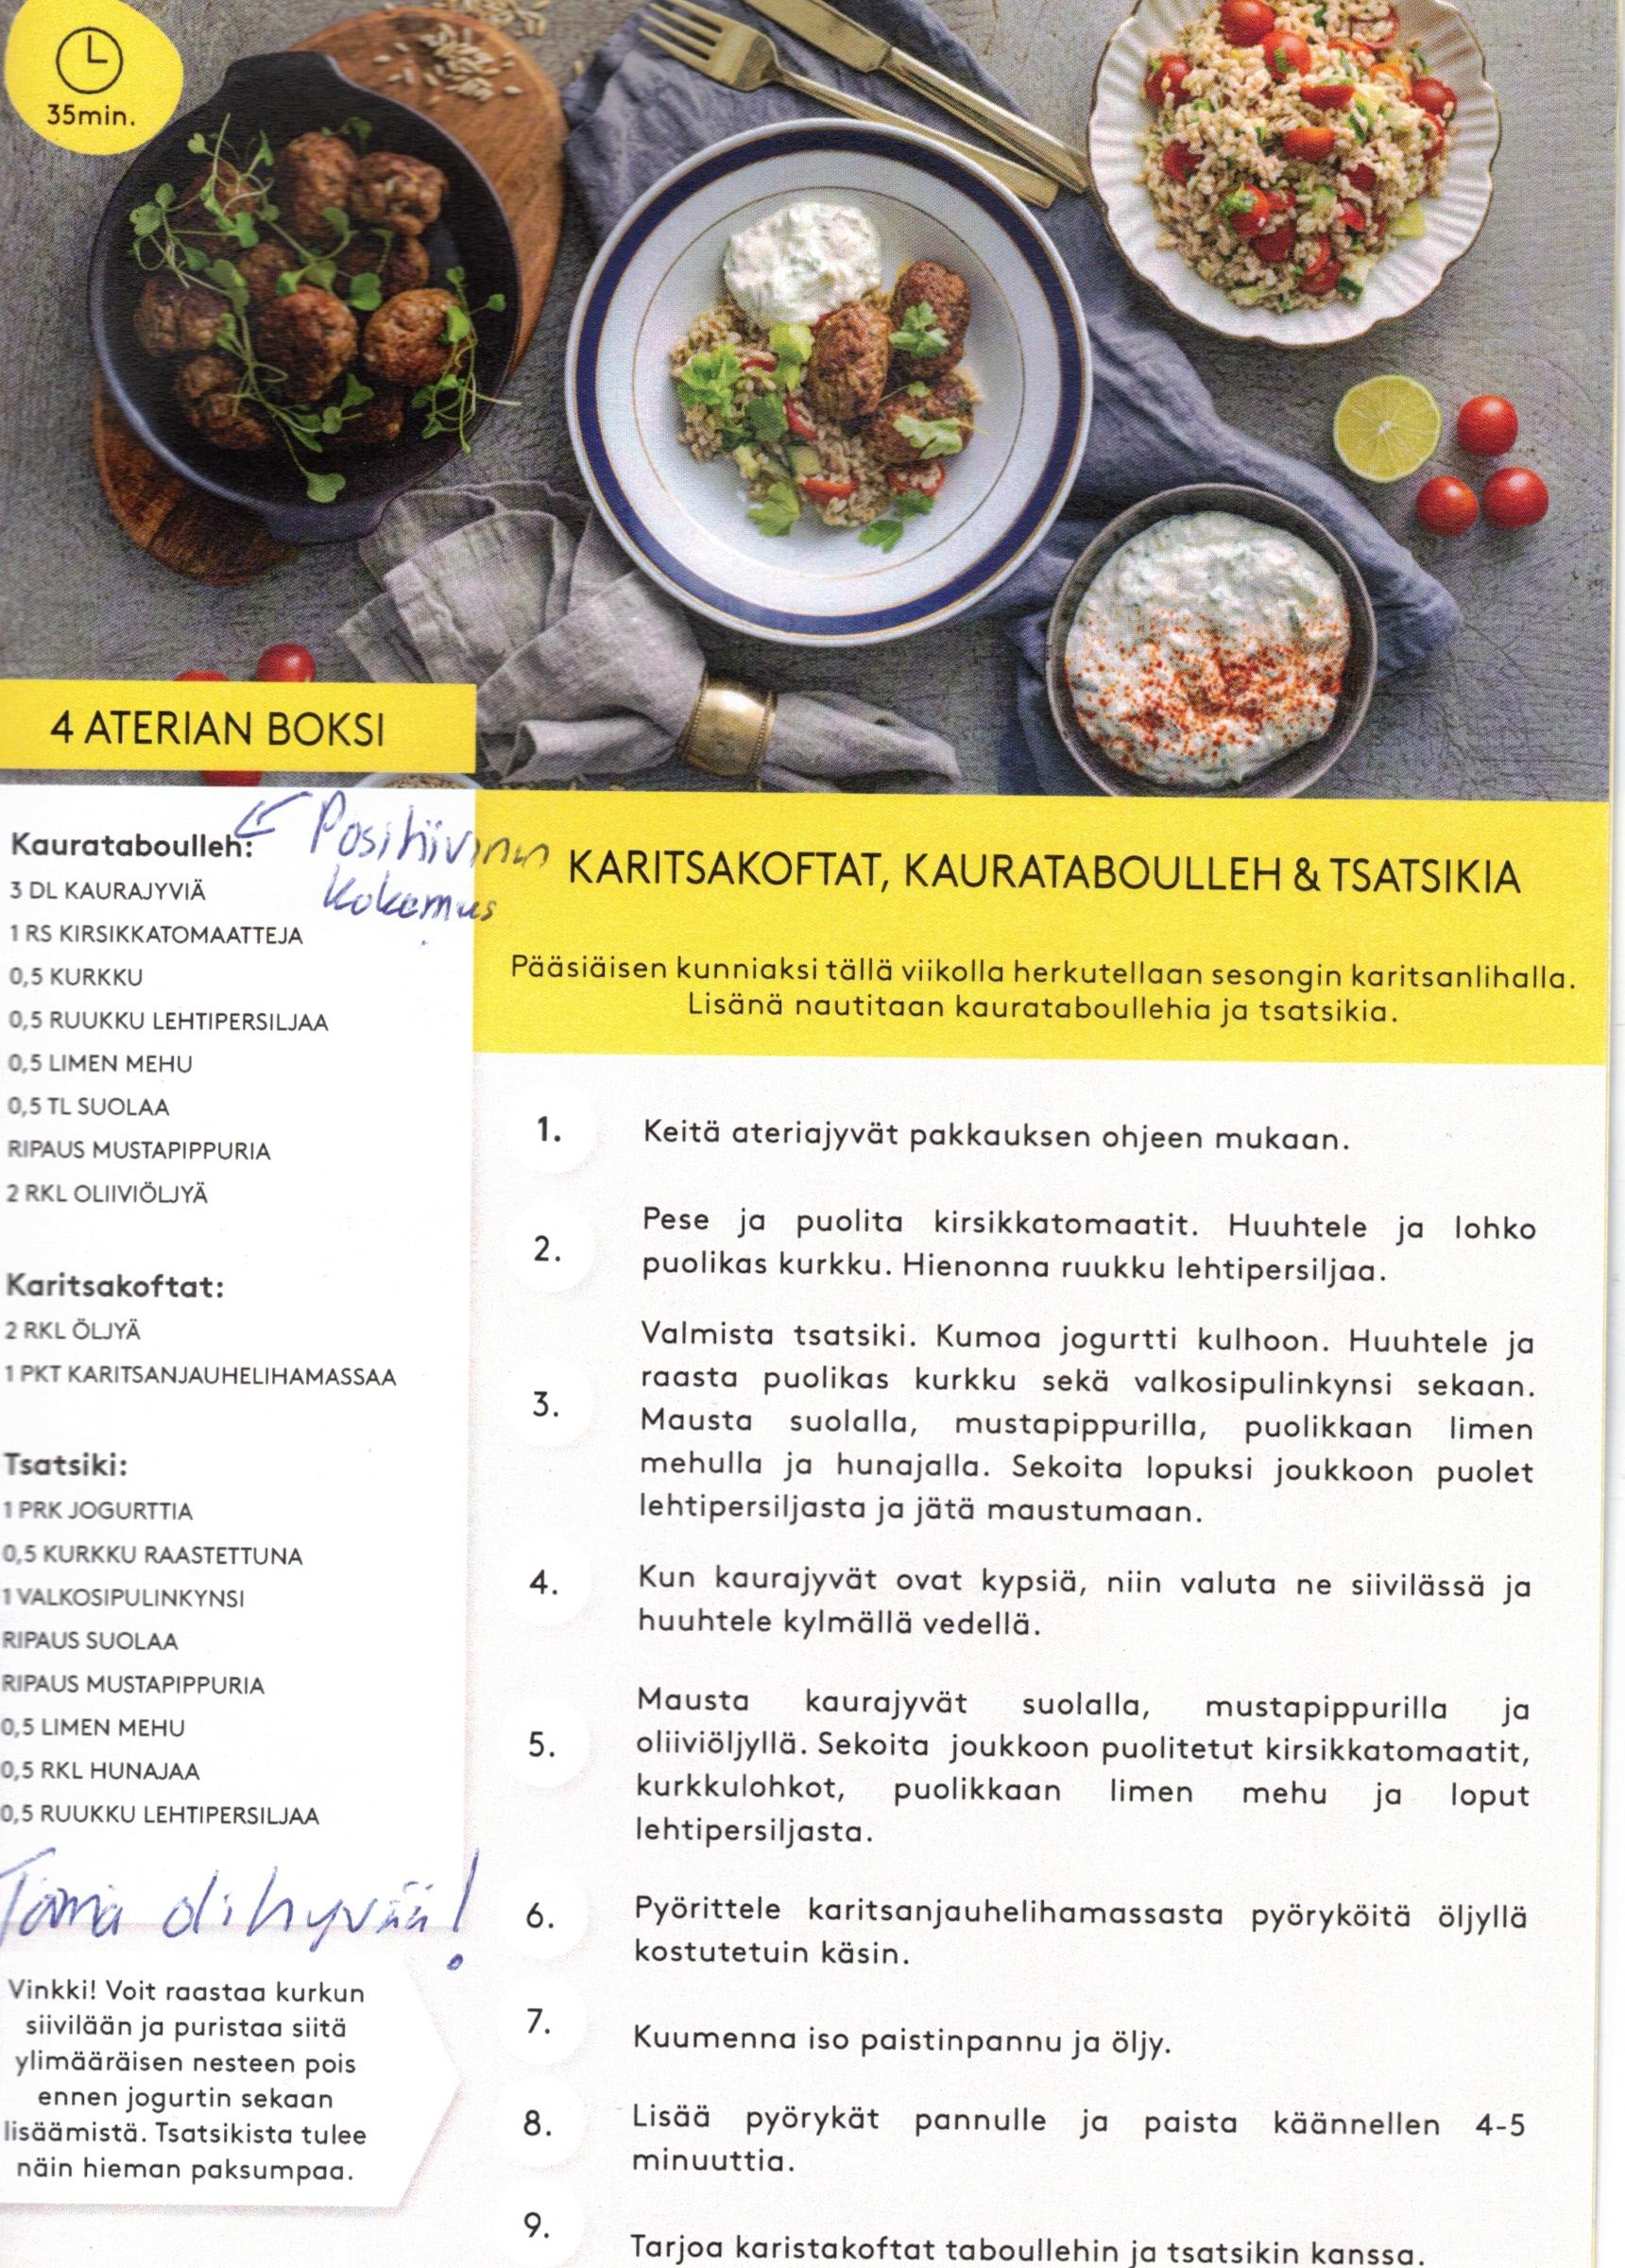 35min.
4 ATERIAN BOKSI
Kaurataboulleh:
Positiivinen
kokemus
3 DL KAURAJYVIÄ
1 RS KIRSIKKATOMAATTEJA
0,5 KURKKU
0,5 RUUKKU LEHTIPERSILJAA
0,5 LIMEN MEHU
0,5 TL SUOLAA
RIPAUS MUSTAPIPPURIA
2 RKL OLIIVIÖLJYÄ
Karitsakoftat:
2 RKL ÖLJYÄ
1 PKT KARITSANJAUHELIHAMASSAA
Tsatsiki:
1 PRK JOGURTTIA
0,5 KURKKU RAASTETTUNA
1 VALKOSIPULINKYNSI
RIPAUS SUOLAA
RIPAUS MUSTAPIPPURIA
0,5 LIMEN MEHU
0,5 RKL HUNAJAA
0,5 RUUKKU LEHTIPERSILJAA
Tämä oli hyvää!
Vinkki! Voit raastaa kurkun
siivilään ja puristaa siitä
ylimääräisen nesteen pois
ennen jogurtin sekaan
lisäämistä. Tsatsikista tulee
näin hieman paksumpaa.
KARITSAKOFTAT, KAURATABOULLEH & TSATSIKIA
Pääsiäisen kunniaksi tällä viikolla herkutellaan sesongin karitsanlihalla.
Lisänä nautitaan kaurataboullehia ja tsatsikia.
1. Keitä ateriajyvät pakkauksen ohjeen mukaan.
2. Pese ja puolita kirsikkatomaatit. Huuhtele ja lohko
puolikas kurkku. Hienonna ruukku lehtipersiljaa.
3. Valmista tsatsiki. Kumoa jogurtti kulhoon. Huuhtele ja
raasta puolikas kurkku sekä valkosipulinkynsi sekaan.
Mausta suolalla, mustapippurilla, puolikkaan limen
mehulla ja hunajalla. Sekoita lopuksi joukkoon puolet
lehtipersiljasta ja jätä maustumaan.
4. Kun kaurajyvät ovat kypsiä, niin valuta ne siivilässä ja
huuhtele kylmällä vedellä.
5. Mausta kaurajyvät suolalla, mustapippurilla ja
oliiviöljyllä. Sekoita joukkoon puolitetut kirsikkatomaatit,
kurkkulohkot, puolikkaan limen mehu ja loput
lehtipersiljasta.
6. Pyörittele karitsanjauhelihamassasta pyöryköitä öljyllä
kostutetuin käsin.
7. Kuumenna iso paistinpannu ja öljy.
8. Lisää pyörykät pannulle ja paista käännellen 4-5
minuuttia.
9. Tarjoa karistakoftat taboullehin ja tsatsikin kanssa.